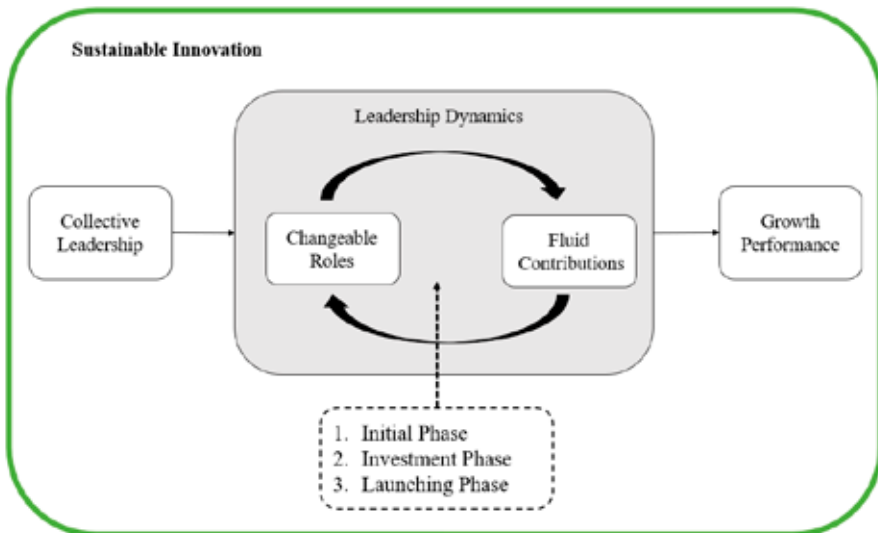 Sustainable Innovation
Leadership Dynamics
Collective
Leadership
Changeable
Roles
Fluid
Contributions
Growth
Performance
1. Initial Phase
2. Investment Phase
3. Launching Phase